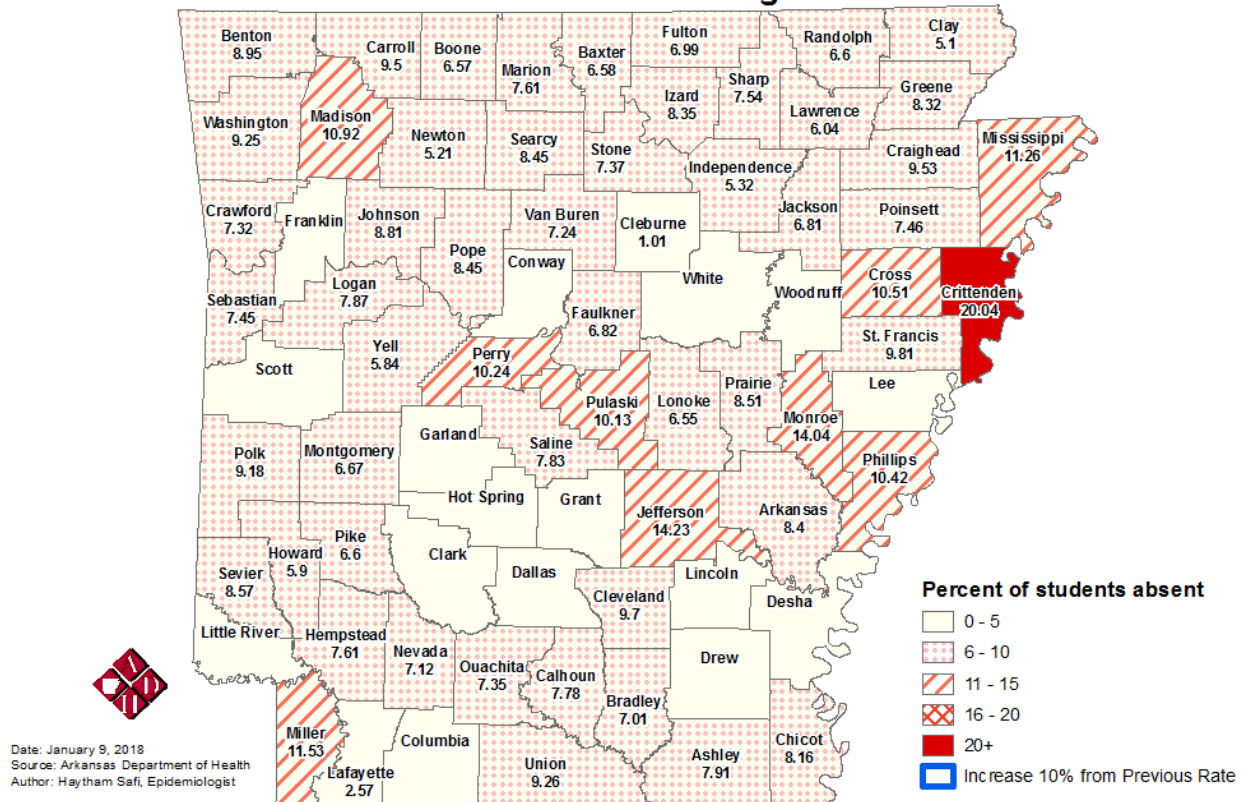 Benton
8.95
Carroll
9.5
Boone
6.57
Marion
7.61
Baxter
6.58
Fulton
6.99
Sharp
7.54
Randolph
6.6
Clay
5.1
Izard
8.35
Lawrence
6.04
Greene
8.32
Washington
9.25
Madison
10.92
Newton
5.21
Searcy
8.45
Stone
7.37
Independence
5.32
Craighead
9.53
Mississippi
11.26
Crawford
7.32
Franklin
Johnson
8.81
Van Buren
7.24
Cleburne
1.01
Jackson
6.81
Poinsett
7.46
Pope
8.45
Conway
White
Woodruff
Cross
10.51
Crittenden
20.04
Sebastian
7.45
Logan
7.87
Faulkner
6.82
St. Francis
9.81
Scott
Yell
5.84
Perry
10.24
Pulaski
10.13
Lonoke
6.55
Prairie
8.51
Monroe
14.04
Lee
Polk
9.18
Montgomery
6.67
Garland
Saline
7.83
Phillips
10.42
Hot Spring
Grant
Jefferson
14.23
Arkansas
8.4
Howard
5.9
Pike
6.6
Clark
Dallas
Cleveland
9.7
Lincoln
Desha
Sevier
8.57
Little River
Hempstead
7.61
Nevada
7.12
Ouachita
7.35
Calhoun
7.78
Bradley
7.01
Drew
Miller
11.53
Lafayette
2.57
Columbia
Union
9.26
Ashley
7.91
Chicot
8.16
Percent of students absent
0 - 5
6 - 10
11 - 15
16 - 20
20+
Increase 10% from Previous Rate
A
D
H
Date: January 9, 2018
Source: Arkansas Department of Health
Author: Haytham Safi, Epidemiologist